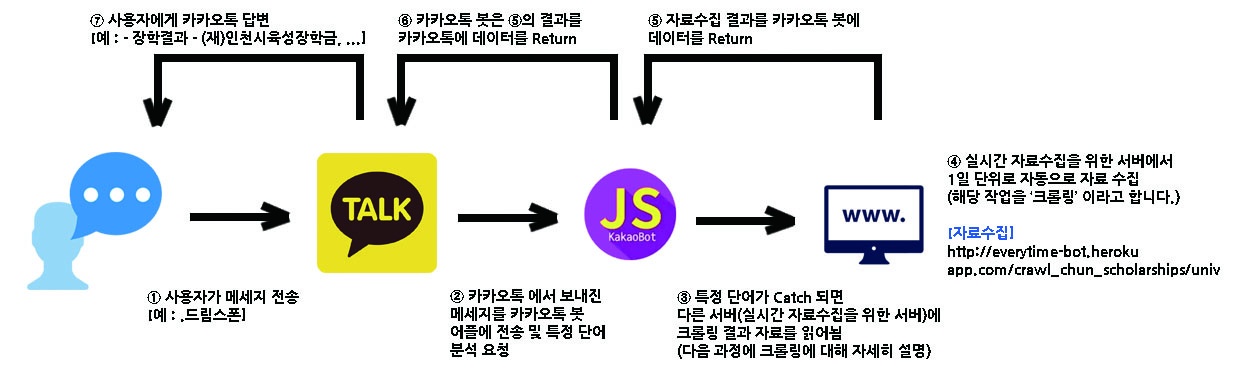 ⑦ 사용자에게 카카오톡 답변
[예 : - 장학결과 - (재)인천시육성장학금, ...]
⑥ 카카오톡 봇은 ⑤의 결과를
카카오톡에 데이터를 Return
⑤ 자료수집 결과를 카카오톡 봇에
데이터를 Return
TALK
JS
KakaoBot
www.
④ 실시간 자료수집을 위한 서버에서
1일 단위로 자동으로 자료 수집
(해당 작업을 '크롤링' 이라고 합니다.)
[자료수집]
http://everytime-bot.heroku
app.com/crawl_chun_scholarships/univ
① 사용자가 메세지 전송
[예 : .드림스폰]
② 카카오톡 에서 보내진
메세지를 카카오톡 봇
어플에 전송 및 특정 단어
분석 요청
③ 특정 단어가 Catch 되면
다른 서버(실시간 자료수집을 위한 서버)에
크롤링 결과 자료를 읽어늼
(다음 과정에 크롤링에 대해 자세히 설명)